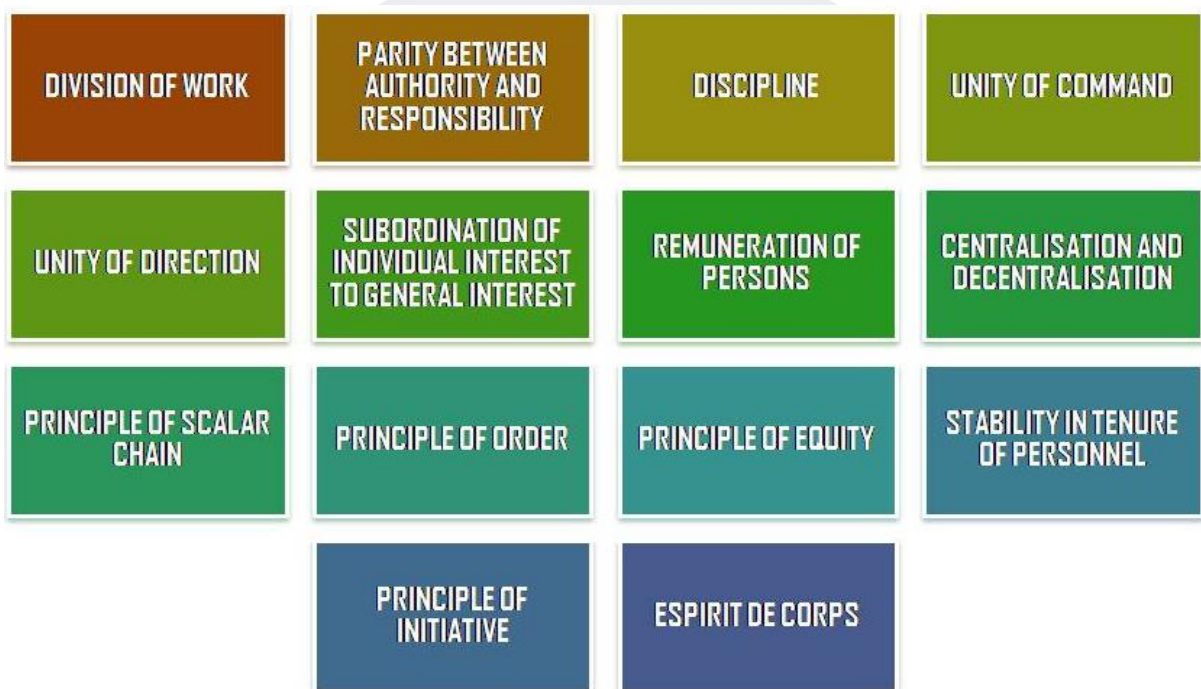 DIVISION OF WORK
PARITY BETWEEN
AUTHORITY AND
RESPONSIBILITY
DISCIPLINE
UNITY OF COMMAND
UNITY OF DIRECTION
SUBORDINATION OF
INDIVIDUAL INTEREST
TO GENERAL INTEREST
REMUNERATION OF
PERSONS
CENTRALISATION AND
DECENTRALISATION
PRINCIPLE OF SCALAR
CHAIN
PRINCIPLE OF ORDER
PRINCIPLE OF EQUITY
STABILITY IN TENURE
OF PERSONNEL
PRINCIPLE OF
INITIATIVE
ESPIRIT DE CORPS